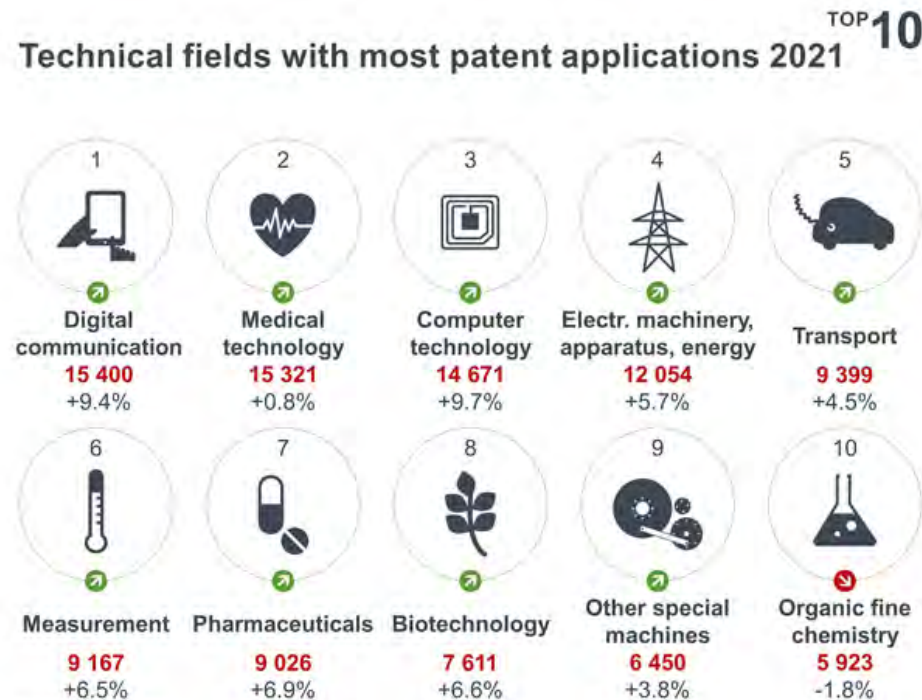 TOP 10
Technical fields with most patent applications 2021
1
2
3
4
5
Digital
communication
15 400
+9.4%
Medical
technology
15 321
+0.8%
Computer
technology
14 671
+9.7%
Electr. machinery,
apparatus, energy
12 054
+5.7%
Transport
9 399
+4.5%
6
7
8
9
10
Measurement
9 167
+6.5%
Pharmaceuticals
9 026
+6.9%
Biotechnology
7 611
+6.6%
Other special
machines
6 450
+3.8%
Organic fine
chemistry
5 923
-1.8%